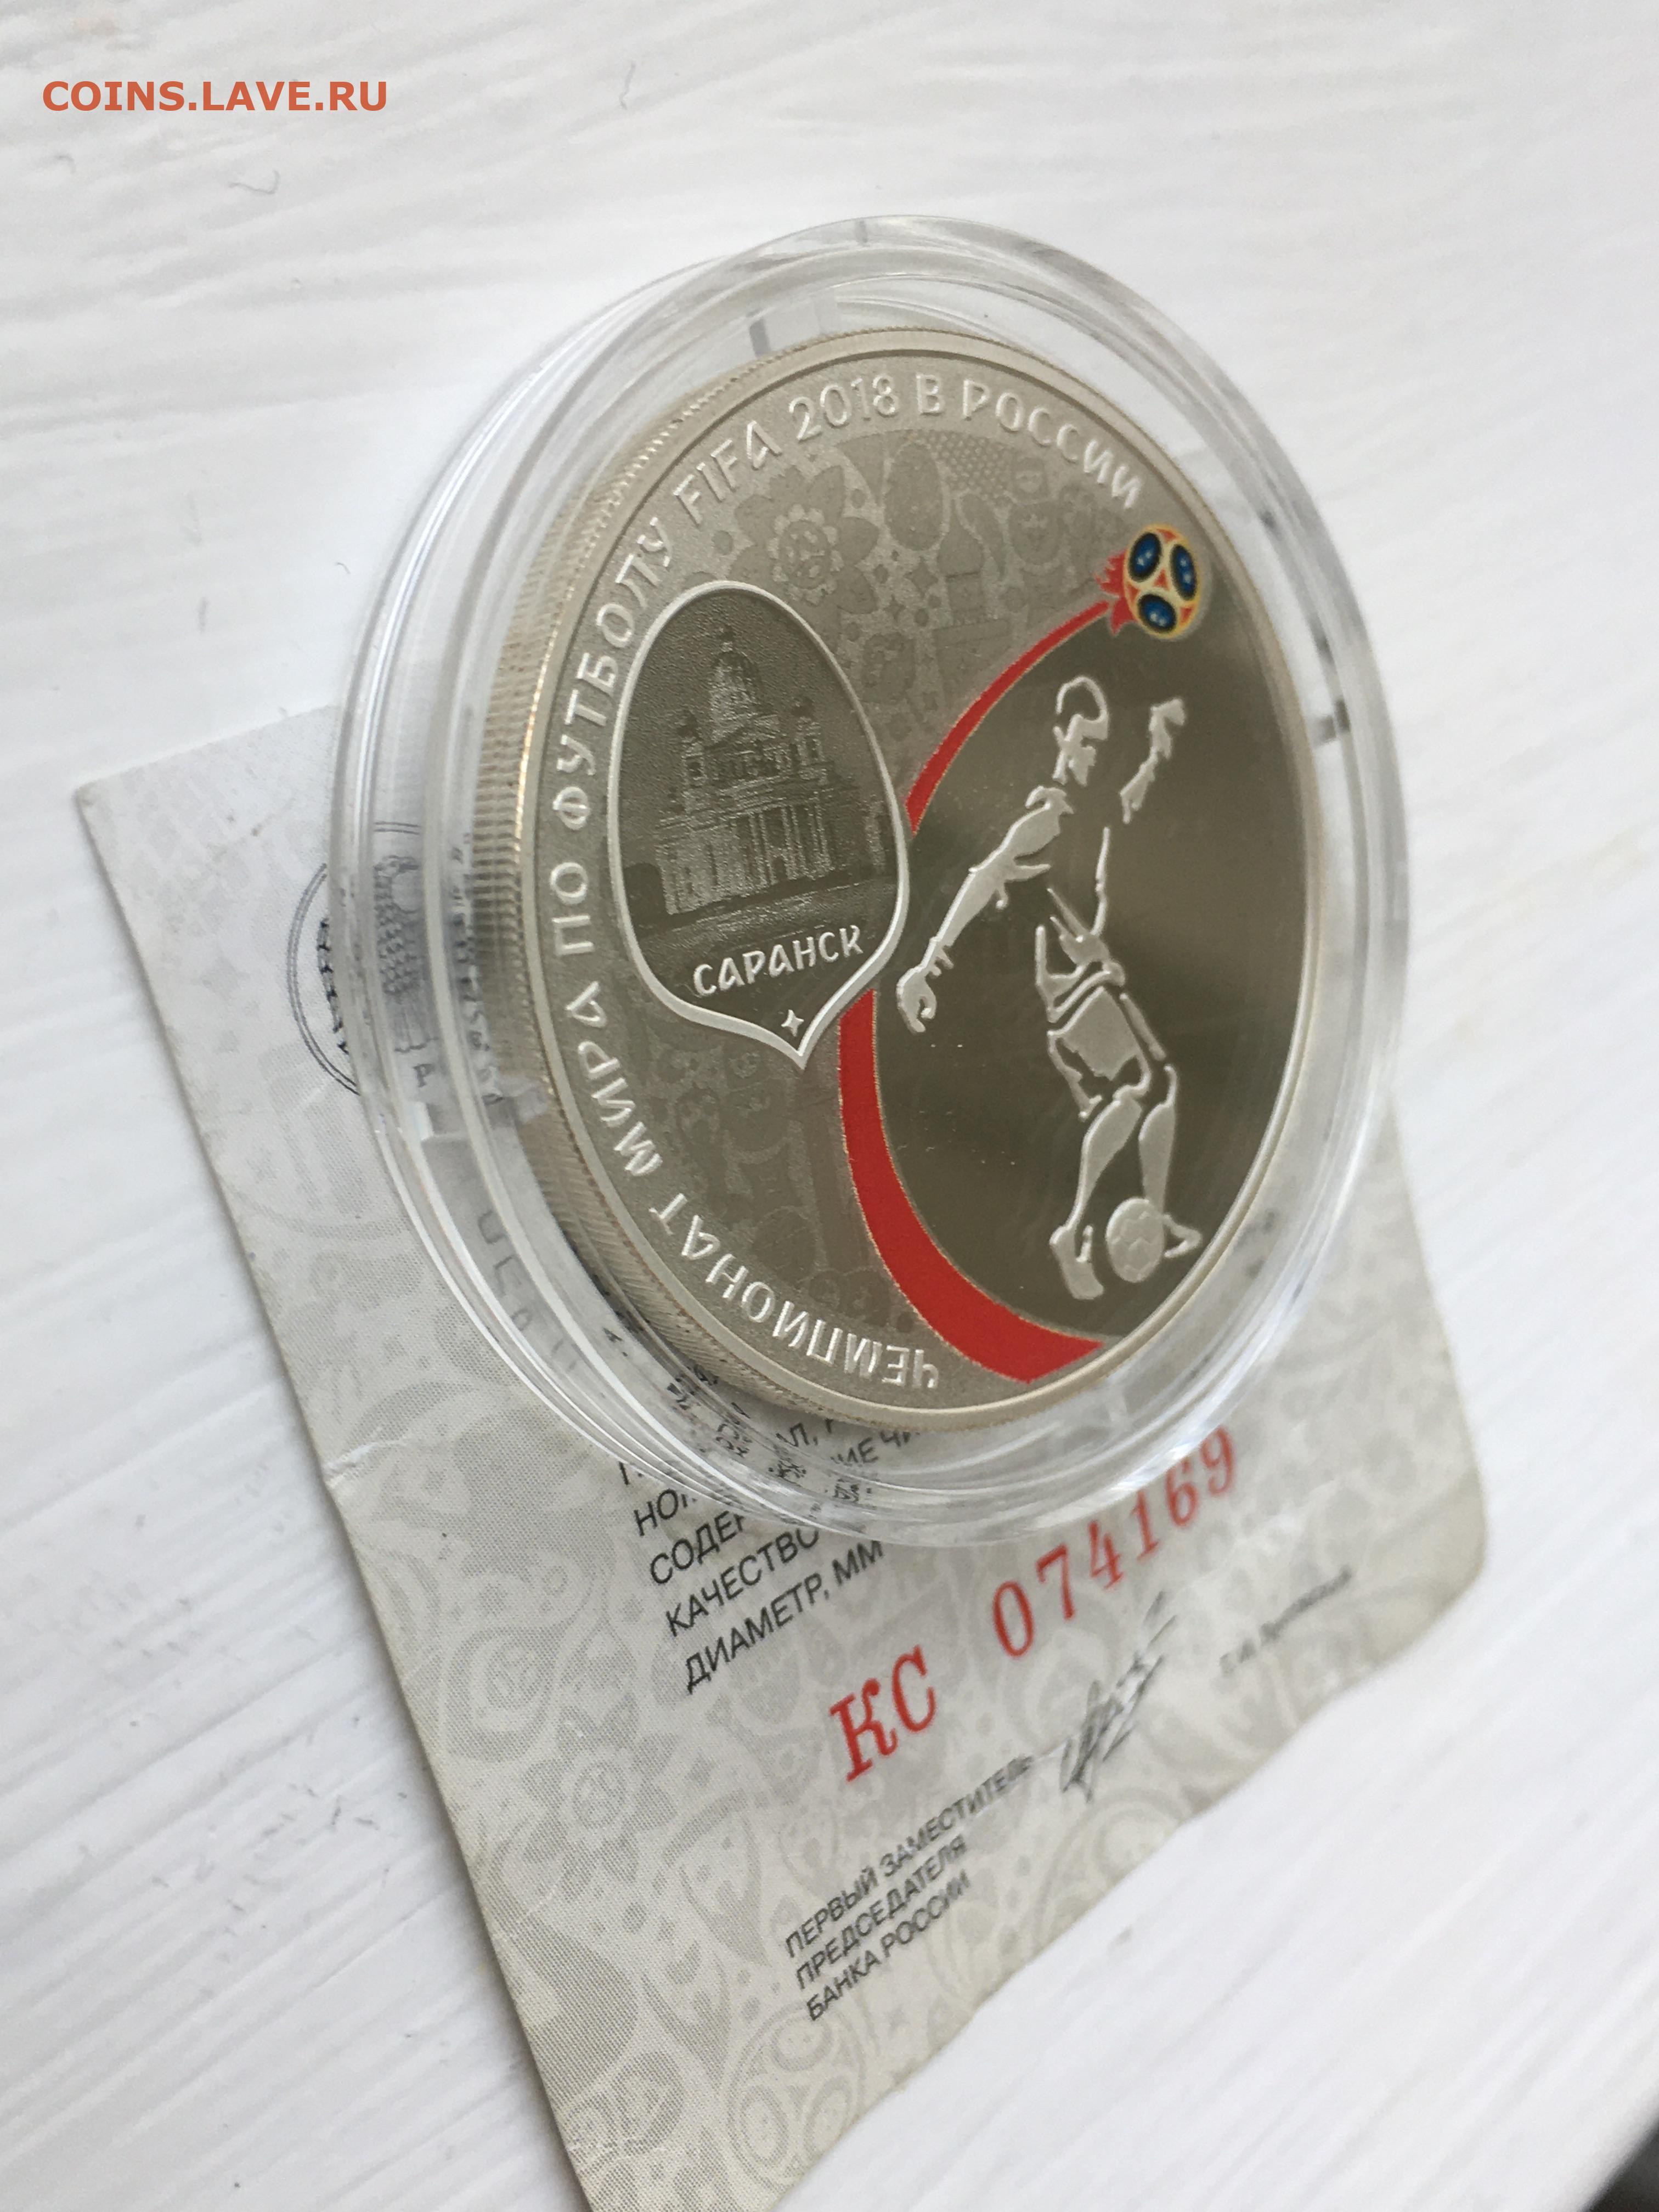 COINS.LAVE.RU
ЧЕМПИОНАТ МИРА ПО ФУТБОЛУ FIFA 2018 В РОССИИ
САРАНСК
КАЧЕСТВО
ДИАМЕТР, ММ
КС 074169
ПЕРВЫЙ ЗАМЕСТИТЕЛЬ
ПРЕДСЕДАТЕЛЯ
БАНКА РОССИИ